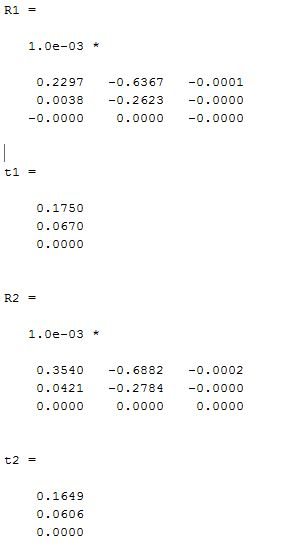 R1 =
1.0e-03 *
0.2297 -0.6367 -0.0001
0.0038 -0.2623 -0.0000
-0.0000 0.0000 -0.0000
t1 =
0.1750
0.0670
0.0000
R2 =
1.0e-03 *
0.3540 -0.6882 -0.0002
0.0421 -0.2784 -0.0000
0.0000 0.0000 0.0000
t2 =
0.1649
0.0606
0.0000